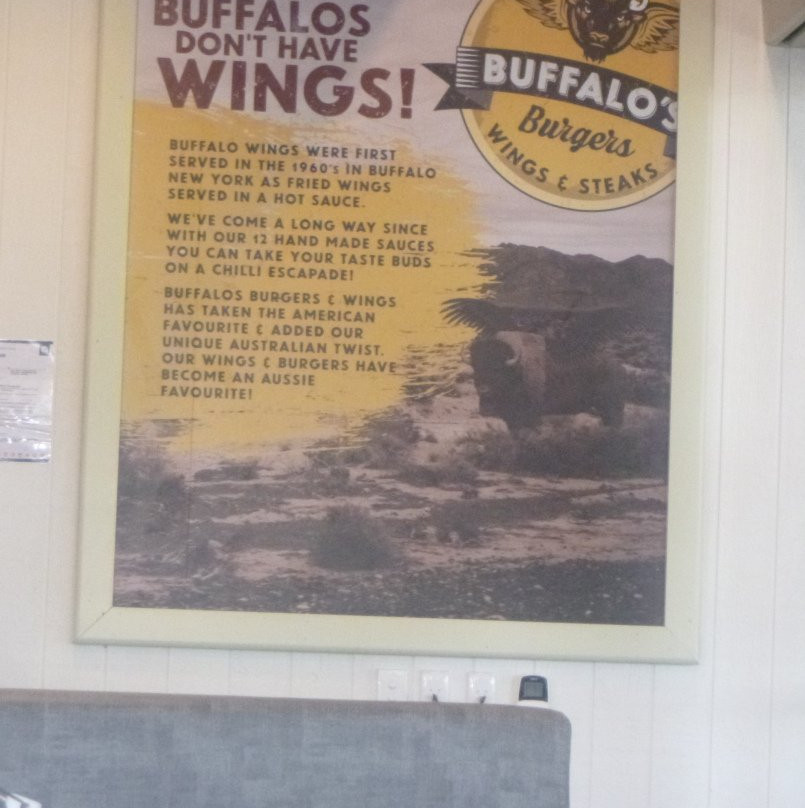 BUFFALOS
DON'T HAVE
WINGS!
BUFFALO'S
Burgers
WINGS & STEAKS
BUFFALO WINGS WERE FIRST
SERVED IN THE 1960's IN BUFFALO
NEW YORK AS FRIED WINGS
SERVED IN A HOT SAUCE.
WE'VE COME A LONG WAY SINCE
WITH OUR 12 HAND MADE SAUCES
YOU CAN TAKE YOUR TASTE BUDS
ON A CHILLI ESCAPADE!
BUFFALOS BURGERS & WINGS
HAS TAKEN THE AMERICAN
FAVOURITE & ADDED OUR
UNIQUE AUSTRALIAN TWIST.
OUR WINGS & BURGERS HAVE
BECOME AN AUSSIE
FAVOURITE!